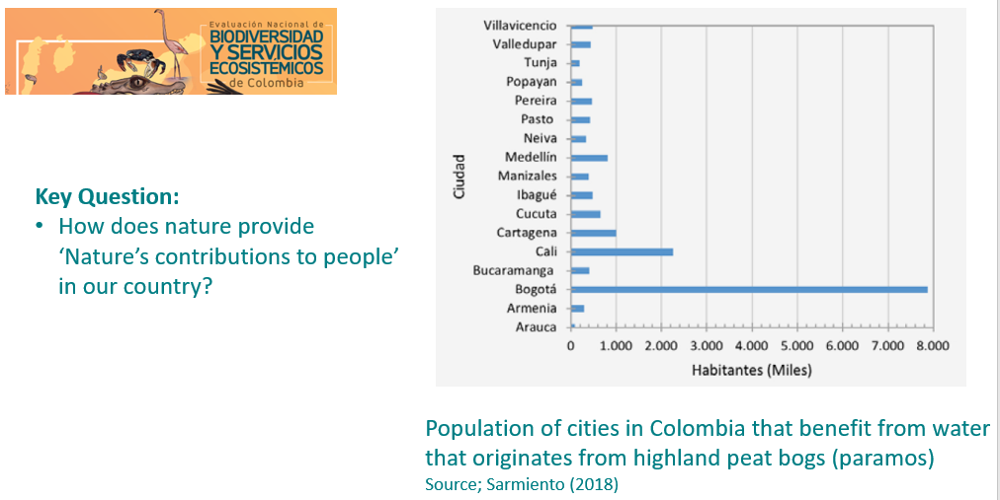 Evaluación Nacional de
BIODIVERSIDAD
Y SERVICIOS
ECOSISTÉMICOS
de Colombia
Key Question:
• How does nature provide
‘Nature’s contributions to people’
in our country?
Ciudad
Villavicencio
Valledupar
Tunja
Popayan
Pereira
Pasto
Neiva
Medellín
Manizales
Ibagué
Cucuta
Cartagena
Cali
Bucaramanga
Bogotá
Armenia
Arauca
0 1.000 2.000 3.000 4.000 5.000 6.000 7.000 8.000
Habitantes (Miles)
Population of cities in Colombia that benefit from water
that originates from highland peat bogs (paramos)
Source; Sarmiento (2018)